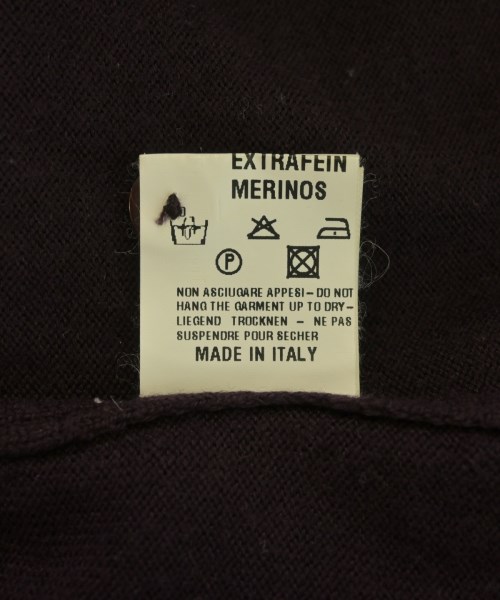 EXTRAFEIN
MERINOS
P
NON ASCIUGARE APPESI – DO NOT
HANG THE GARMENT UP TO DRY –
LIEGEND TROCKNEN – NE PAS
SUSPENDRE POUR SECHER
MADE IN ITALY